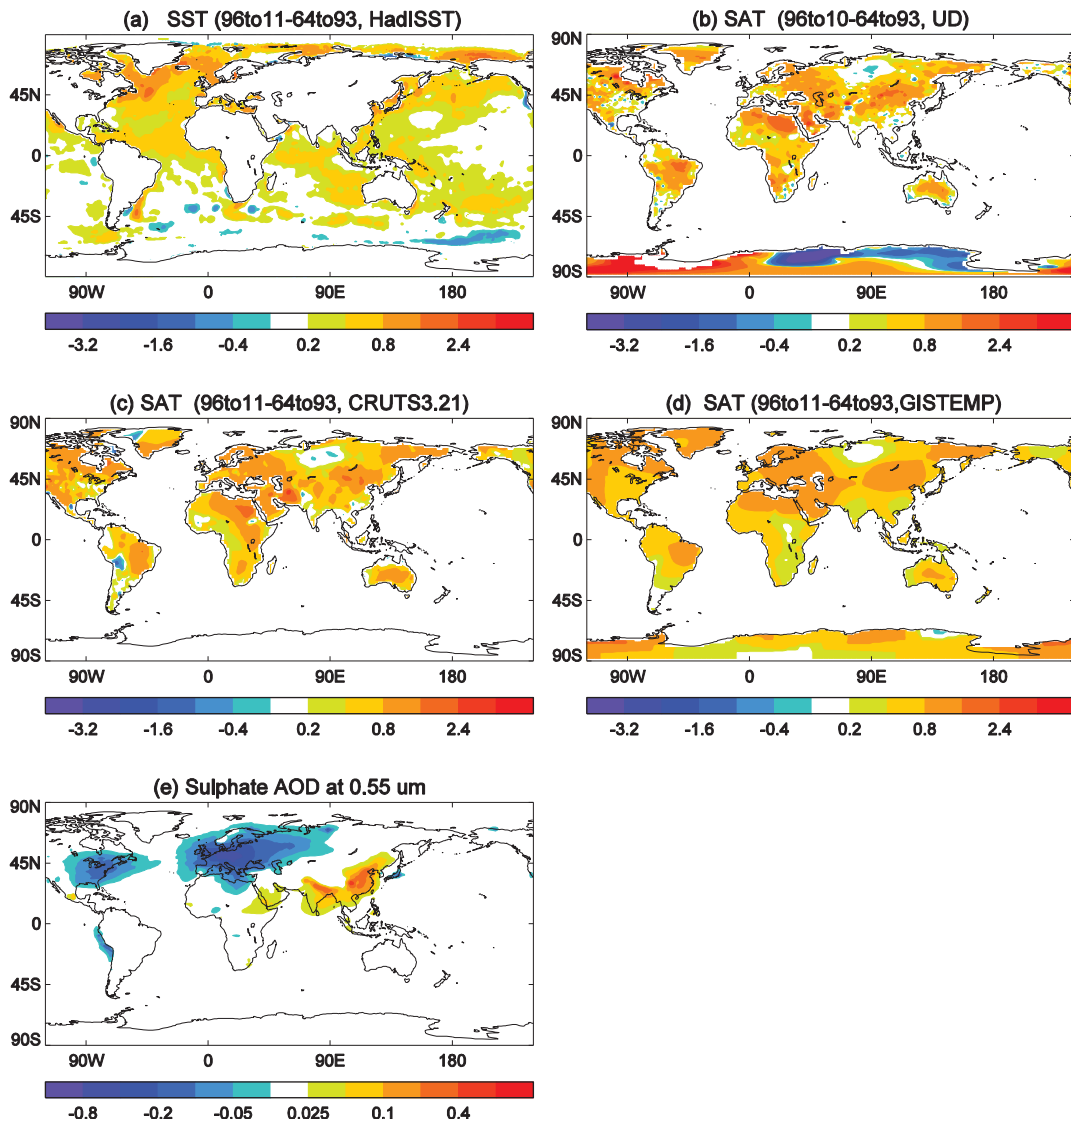 (a) SST (96to11-64to93, HadISST)
45N
0
45S
90W 0 90E 180
-3.2 -1.6 -0.4 0.2 0.8 2.4
(b) SAT (96to10-64to93, UD)
90N
45N
0
45S
90S
90W 0 90E 180
-3.2 -1.6 -0.4 0.2 0.8 2.4
(c) SAT (96to11-64to93, CRUTS3.21)
90N
45N
0
45S
90S
90W 0 90E 180
-3.2 -1.6 -0.4 0.2 0.8 2.4
(d) SAT (96to11-64to93,GISTEMP)
90N
45N
0
45S
90S
90W 0 90E 180
-3.2 -1.6 -0.4 0.2 0.8 2.4
(e) Sulphate AOD at 0.55 um
90N
45N
0
45S
90S
90W 0 90E 180
-0.8 -0.2 -0.05 0.025 0.1 0.4